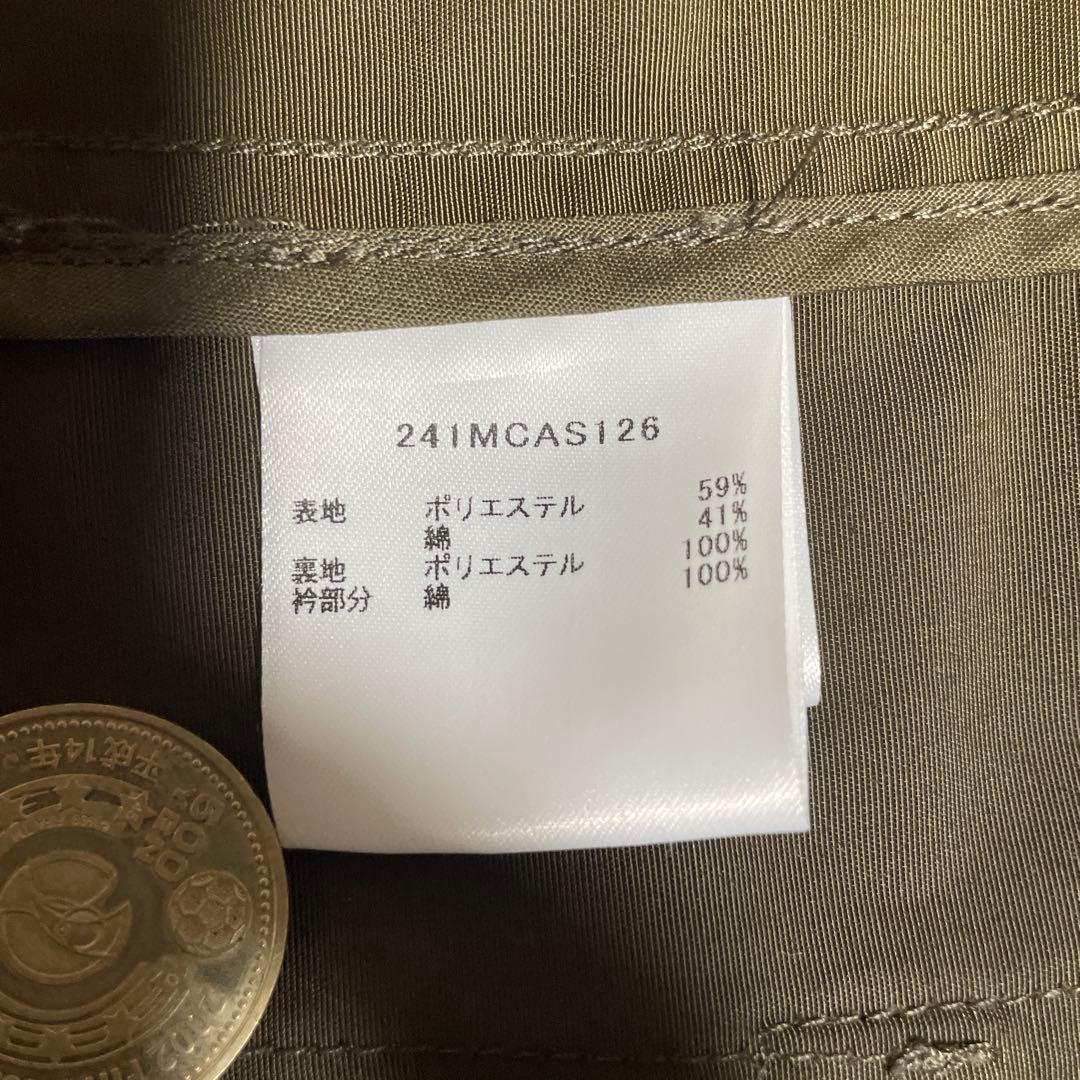 241MCAS126
表地 ポリエステル 59%
綿 41%
裏地 ポリエステル 100%
衿部分 綿 100%
平成14年
2002